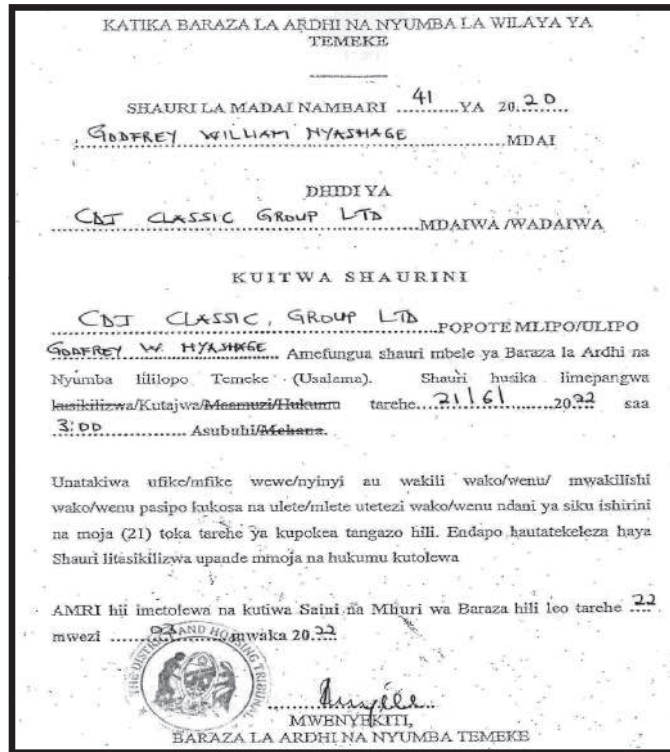 KATIKA BARAZA LA ARDHI NA NYUMBA LA WILAYA YA
TEMEKE
SHAURI LA MADAI NAMBARI ....41.... YA 20.20......
GODFREY WILLIAM NYASHAGE MDAI
DHIDI YA
CDJ CLASSIC GROUP LTD MDAIWA/WADAIWA
KUITWA SHAURINI
CDJ CLASSIC, GROUP LTD POPOTE MLIPO/ULIPO
GODFREY W. NYASHAGE Amefungua shauri mbele ya Baraza la Ardhi na
Nyumba lililopo Temeke (Usalama). Shauri husika limepangwa
kusikilizwa/Kutajwa/Maamuzi/Hukumu tarehe....21/6/......2022 saa
3:00 Asubuhi/Mchana.
Unatakiwa ufike/mfike wewe/nyinyi au wakili wako/wenu/ mwakilishi
wako/wenu pasipo kukosa na ulete/mlete utetezi wako/wenu ndani ya siku ishirini
na moja (21) toka tarehe ya kupokea tangazo hili. Endapo hautatekeleza haya
Shauri litasikilizwa upande mmoja na hukumu kutolewa
AMRI hii imetolewa na kutiwa Saini na Mhuri wa Baraza hili leo tarehe 22
mwezi mwaka 20.22
AND HOUSING TRIBUNAL
MWENYEKITI,
BARAZA LA ARDHI NA NYUMBA TEMEKE